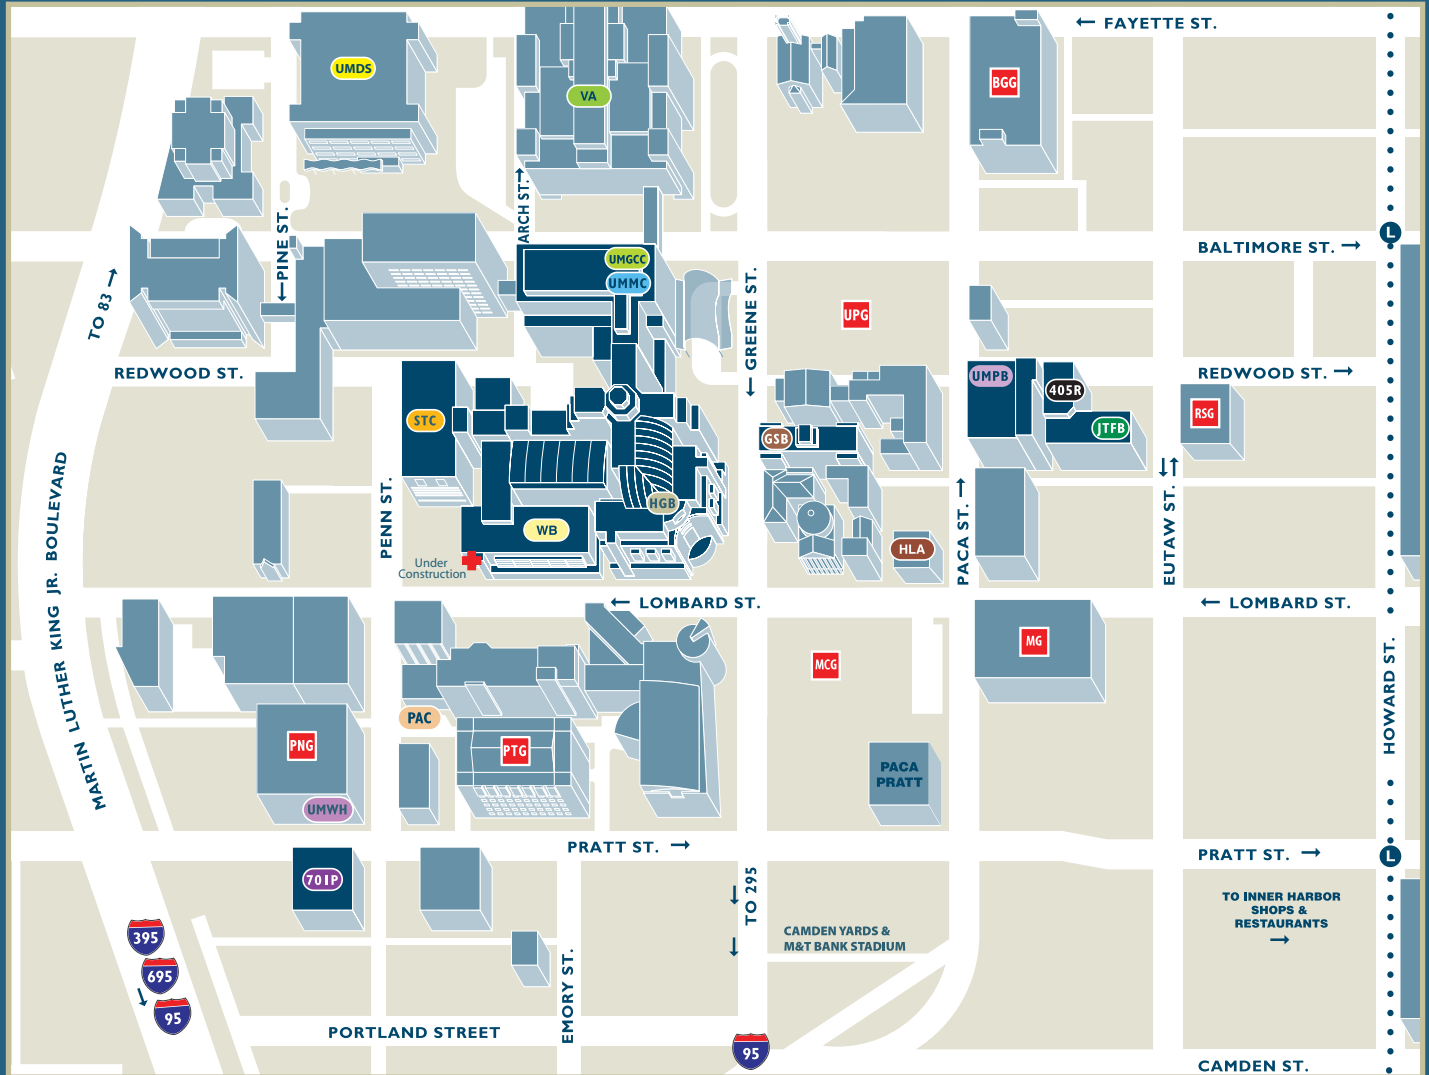 ← FAYETTE ST.
UMDS
VA
BGG
ARCH ST. →
← PINE ST.
L
BALTIMORE ST. →
UMGCC
UMMC
TO 83 →
← GREENE ST.
UPG
REDWOOD ST.
REDWOOD ST. →
UMPB
405R
STC
RSG
JTFB
GSB
HGB
WB
PENN ST.
PACA ST. →
EUTAW ST.
HLA
Under
Construction
MARTIN LUTHER KING JR. BOULEVARD
← LOMBARD ST.
← LOMBARD ST.
MG
MCG
HOWARD ST.
PAC
PNG
PTG
PACA
PRATT
UMWH
PRATT ST. →
PRATT ST. →
L
70IP
TO 295
TO INNER HARBOR
SHOPS &
RESTAURANTS
→
CAMDEN YARDS &
M&T BANK STADIUM
395
695
95
EMORY ST.
PORTLAND STREET
95
CAMDEN ST.